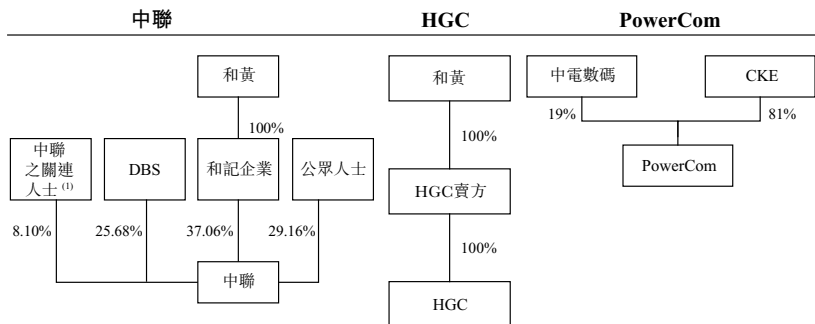 中聯
HGC
PowerCom
和黃
和黃
中電數碼
CKE
100%
100%
19%
81%
中聯
之關連
人士 (1)
DBS
和記企業
公眾人士
HGC賣方
PowerCom
8.10%
25.68%
37.06%
29.16%
100%
中聯
HGC